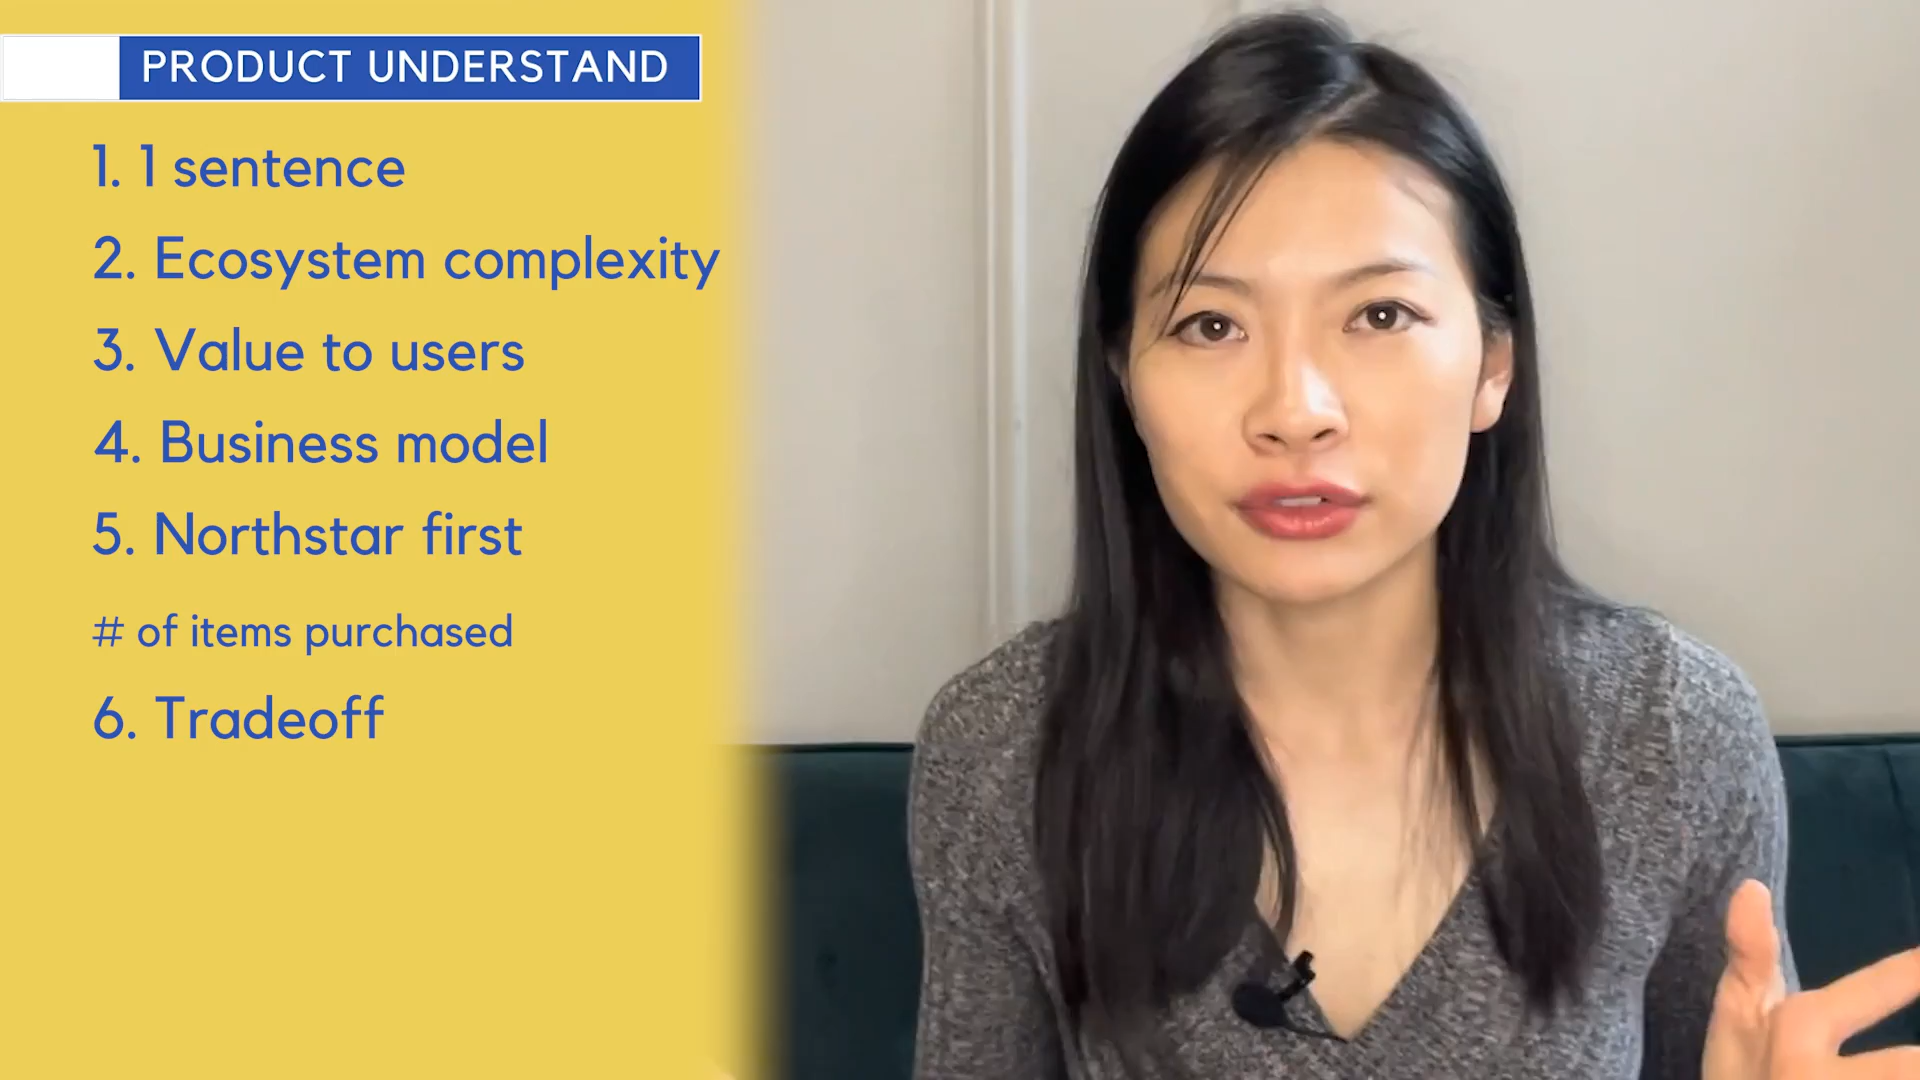 PRODUCT UNDERSTAND
1. 1 sentence
2. Ecosystem complexity
3. Value to users
4. Business model
5. Northstar first
# of items purchased
6. Tradeoff